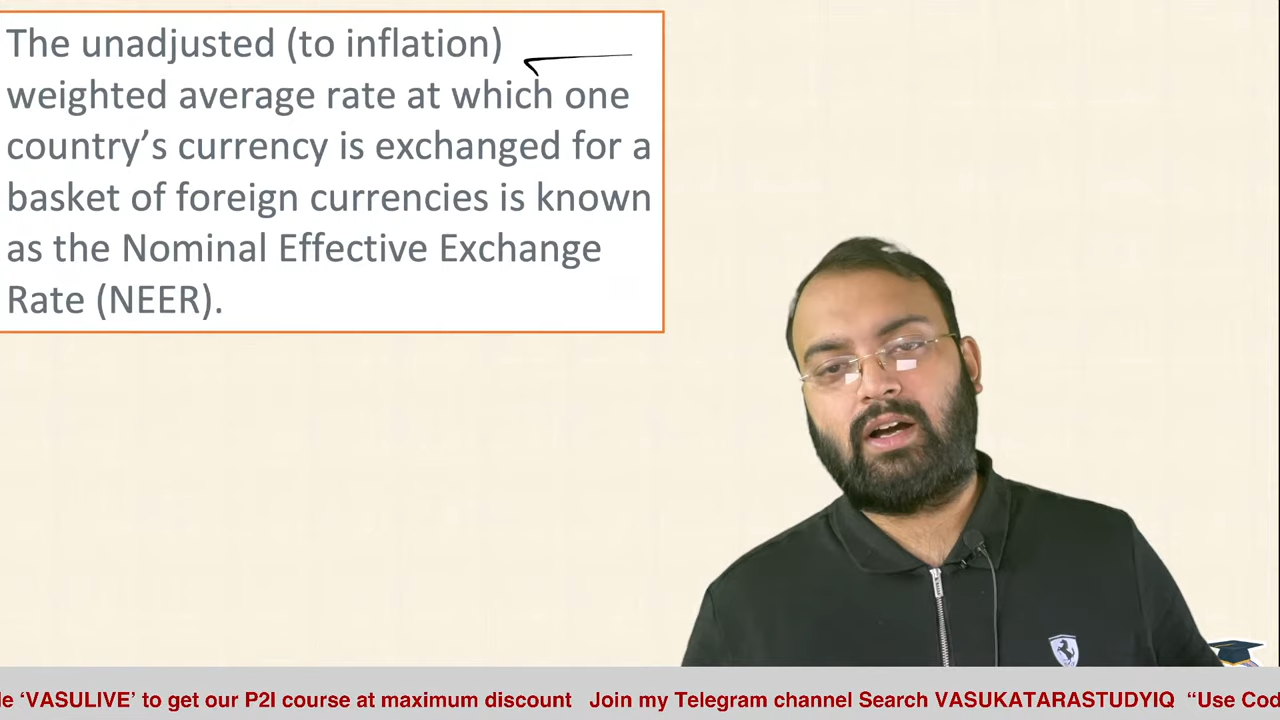 The unadjusted (to inflation)
weighted average rate at which one
country’s currency is exchanged for a
basket of foreign currencies is known
as the Nominal Effective Exchange
Rate (NEER).
‘VASULIVE’ to get our P2I course at maximum discount Join my Telegram channel Search VASUKATARASTUDYIQ “Use